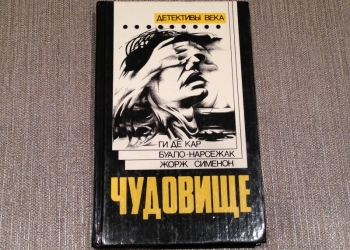 ДЕТЕКТИВЫ ВЕКА
ГИ ДЕ КАР
БУАЛО-НАРСЕЖАК
ЖОРЖ СИМЕНОН
ЧУДОВИЩЕ